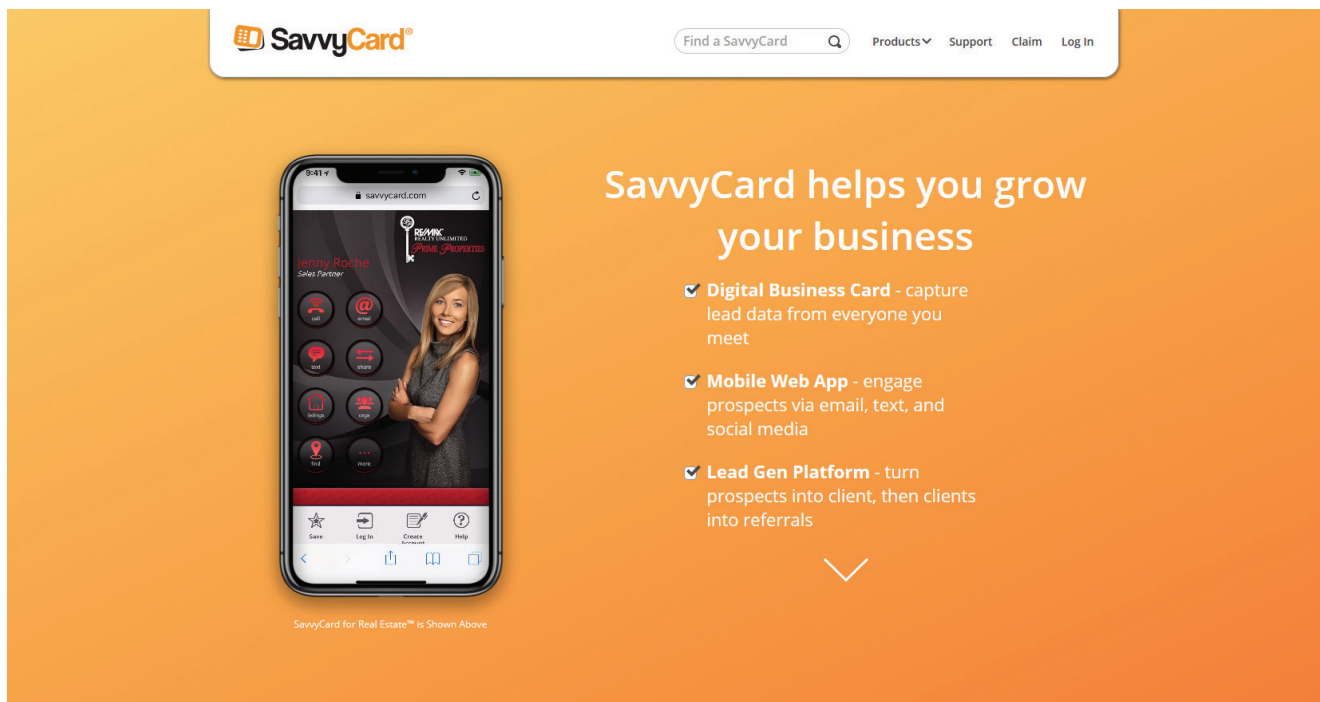 SavvyCard®
Find a SavvyCard
Products
Support
Claim
Log In
9:41
savvycard.com
RE/MAX
REALTY UNLIMITED
PRIME PROPERTIES
Jenny Roche
Sales Partner
call
email
text
share
listings
orgs
find
more
Save
Log In
Create
Account
Help
SavvyCard for Real Estate™ is Shown Above
SavvyCard helps you grow
your business
Digital Business Card - capture
lead data from everyone you
meet
Mobile Web App - engage
prospects via email, text, and
social media
Lead Gen Platform - turn
prospects into client, then clients
into referrals